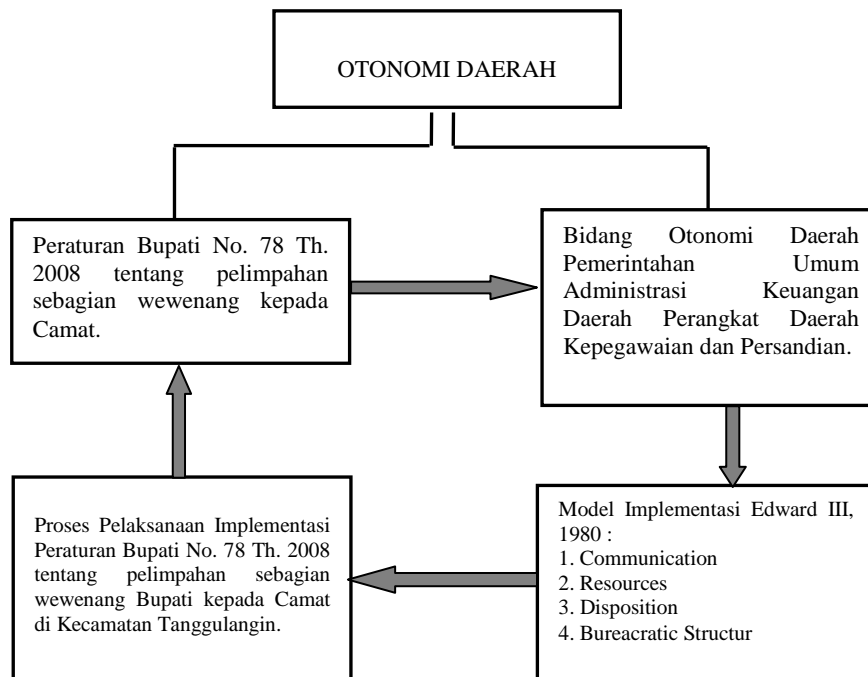 OTONOMI DAERAH
Peraturan Bupati No. 78 Th.
2008 tentang pelimpahan
sebagian wewenang kepada
Camat.
Bidang Otonomi Daerah
Pemerintahan Umum
Administrasi Keuangan
Daerah Perangkat Daerah
Kepegawaian dan Persandian.
Proses Pelaksanaan Implementasi
Peraturan Bupati No. 78 Th. 2008
tentang pelimpahan sebagian
wewenang Bupati kepada Camat
di Kecamatan Tanggulangin.
Model Implementasi Edward III,
1980 :
1. Communication
2. Resources
3. Disposition
4. Bureacratic Structur